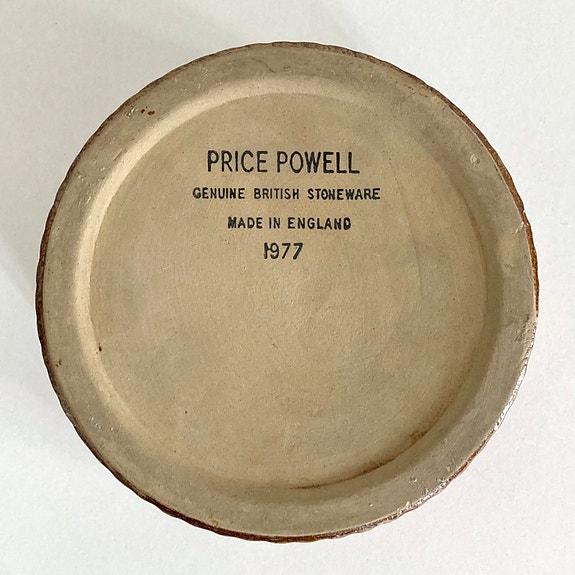 PRICE POWELL
GENUINE BRITISH STONEWARE
MADE IN ENGLAND
1977